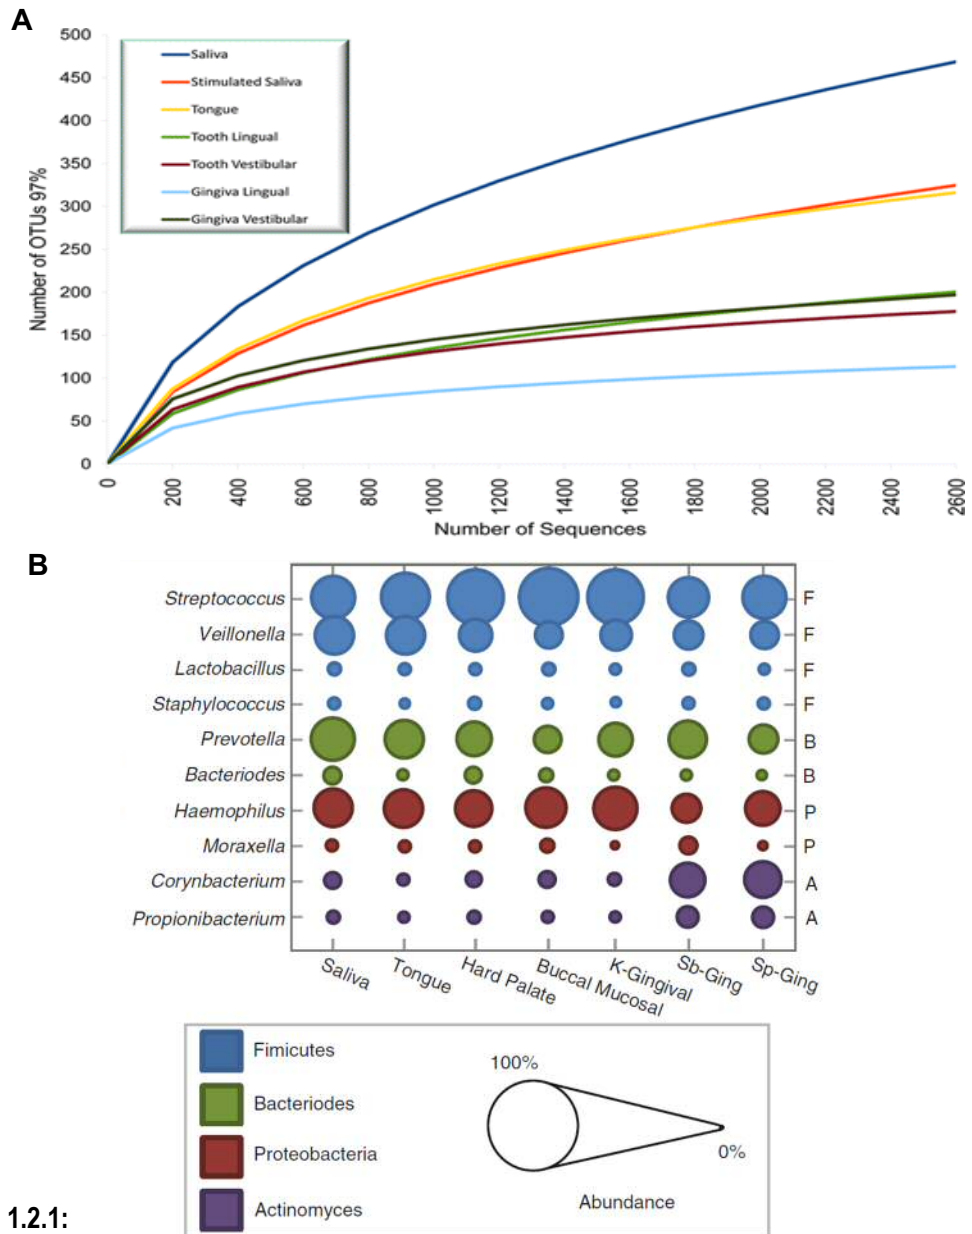 A
500
450
400
350
300
250
200
150
100
50
0
Number of OTUs 97%
Saliva
Stimulated Saliva
Tongue
Tooth Lingual
Tooth Vestibular
Gingiva Lingual
Gingiva Vestibular
0 200 400 600 800 1000 1200 1400 1600 1800 2000 2200 2400 2600
Number of Sequences
B
Streptococcus F
Veillonella F
Lactobacillus F
Staphylococcus F
Prevotella B
Bacteriodes B
Haemophilus P
Moraxella P
Corynbacterium A
Propionibacterium A
Saliva Tongue Hard Palate Buccal Mucosal K-Gingival Sb-Ging Sp-Ging
Fimicutes
Bacteriodes
Proteobacteria
Actinomyces
100%
0%
Abundance
1.2.1: